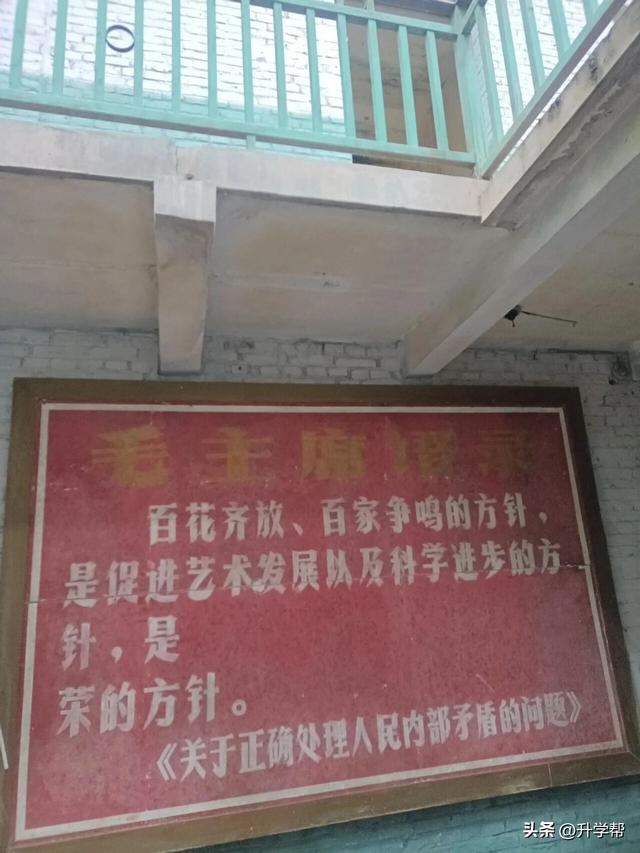 毛主席语录
百花齐放、百家争鸣的方针，
是促进艺术发展以及科学进步的方
针，是
荣的方针。
《关于正确处理人民内部矛盾的问题》
头条 @升学帮